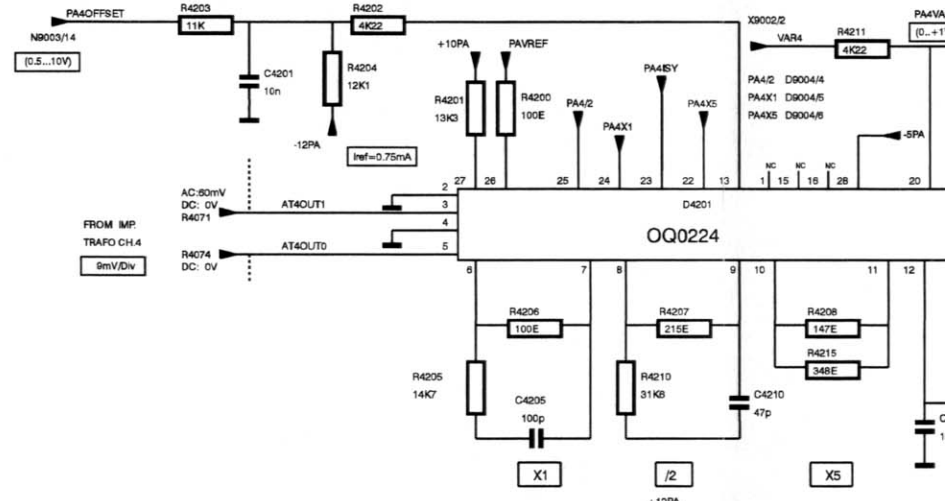 PA4OFFSET
R4203
11K
R4202
4K22
X9002/2
PA4VA
N9003/14
(0.5...10V)
VAR4
R4211
4K22
(0..+1
C4201
10n
R4204
12K1
+10PA
PAVREF
R4201
13K3
R4200
100E
PA4ISY
PA4/2
PA4X1
PA4X5
PA4/2 D9004/4
PA4X1 D9004/5
PA4X5 D9004/6
-12PA
Iref=0.75mA
-5PA
NC NC NC
27 26 25 24 23 22 13 1 15 16 28 20
AC:60mV
DC: 0V
R4071
AT4OUT1
2
3
4
5
D4201
OQ0224
FROM IMP.
TRAFO CH.4
9mV/Div
R4074
DC: 0V
AT4OUT0
6 7 8 9 10 11 12
R4206
100E
R4207
215E
R4208
147E
R4215
348E
R4205
14K7
C4205
100p
R4210
31K6
C4210
47p
C
1
X1
/2
X5